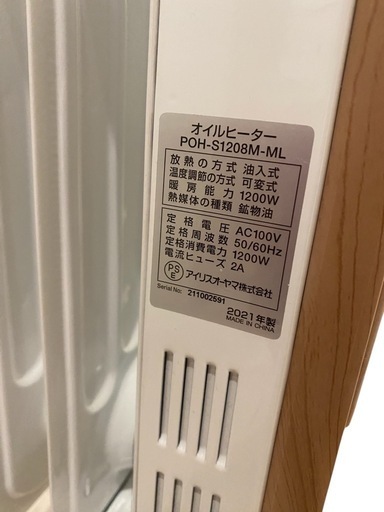 オイルヒーター
POH-S1208M-ML
放熱の方式 油入式
温度調節の方式 可変式
暖房能力 1200W
熱媒体の種類 鉱物油
定格電圧 AC100V
定格周波数 50/60Hz
定格消費電力 1200W
電流ヒューズ 2A
PSE アイリスオーヤマ株式会社
Serial No: 211002591
2021年製
MADE IN CHINA